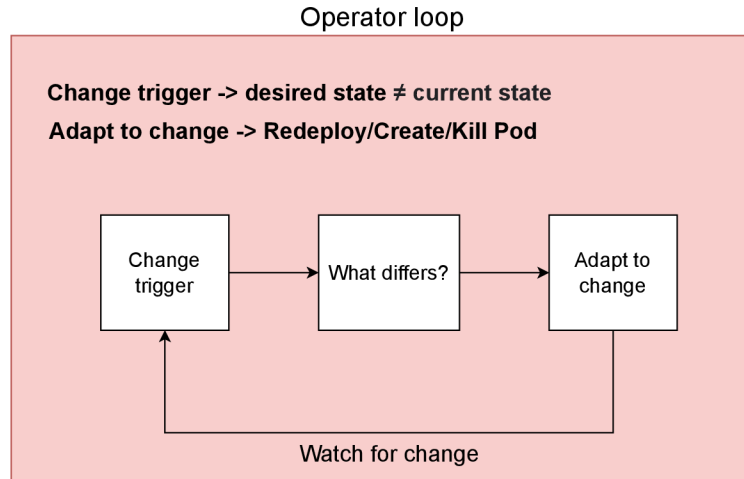 Operator loop
Change trigger -> desired state ≠ current state
Adapt to change -> Redeploy/Create/Kill Pod
Change
trigger
What differs?
Adapt to
change
Watch for change